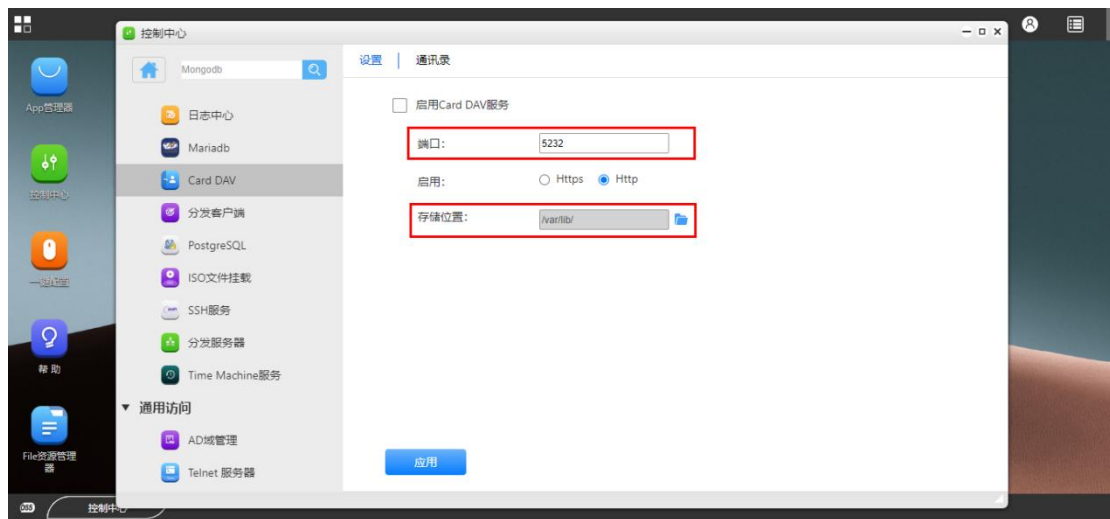 控制中心
Mongodb
日志中心
Mariadb
Card DAV
分发客户端
PostgreSQL
ISO文件挂载
SSH服务
分发服务器
Time Machine服务
通用访问
AD域管理
Telnet 服务器
设置
通讯录
启用Card DAV服务
端口:
5232
启用:
Https
Http
存储位置:
/var/lib/
应用
App管理器
控制中心
一键配置
帮 助
File资源管理
器
控制中心